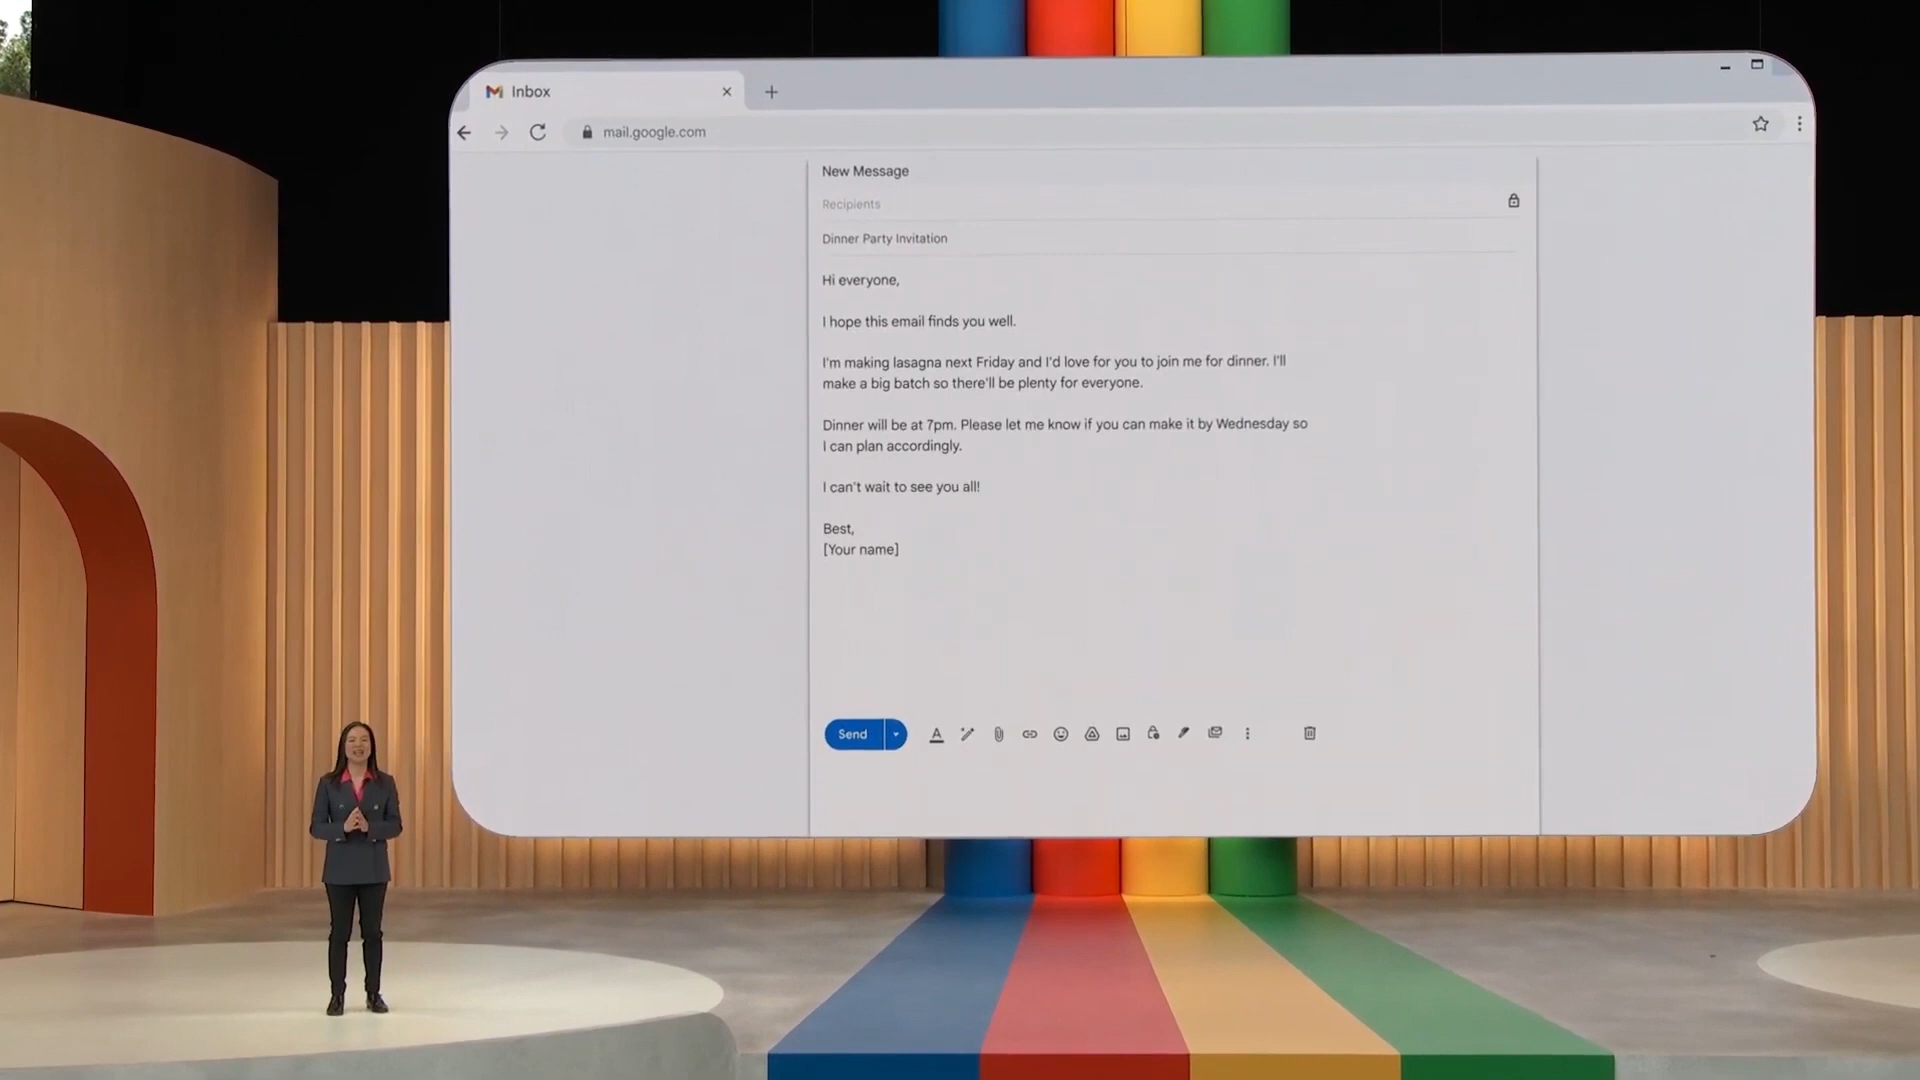 Inbox
mail.google.com
New Message
Recipients
Dinner Party Invitation
Hi everyone,
I hope this email finds you well.
I'm making lasagna next Friday and I'd love for you to join me for dinner. I'll
make a big batch so there'll be plenty for everyone.
Dinner will be at 7pm. Please let me know if you can make it by Wednesday so
I can plan accordingly.
I can't wait to see you all!
Best,
[Your name]
Send